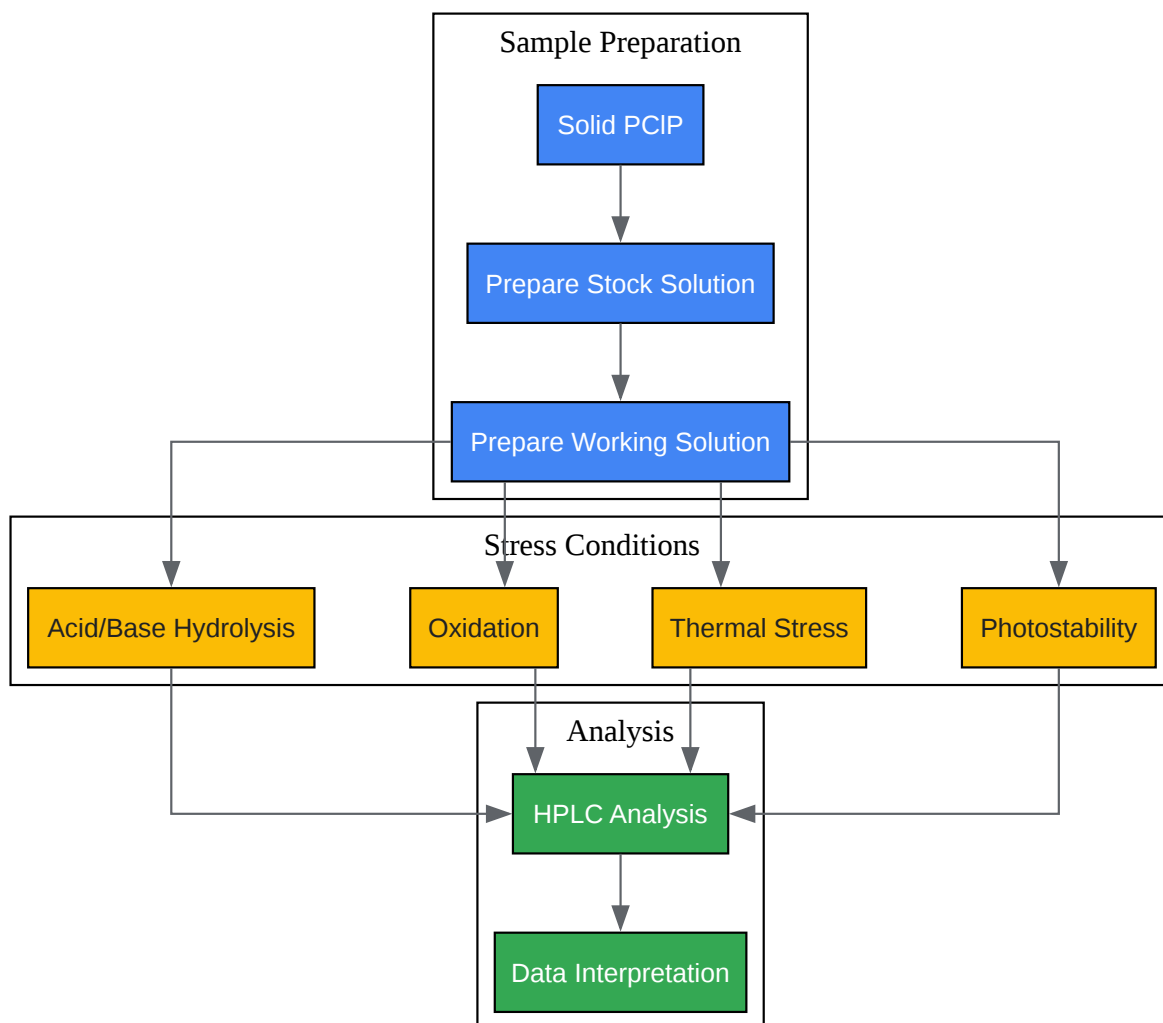 Sample Preparation
Solid PClP
Prepare Stock Solution
Prepare Working Solution
Stress Conditions
Acid/Base Hydrolysis
Oxidation
Thermal Stress
Photostability
Analysis
HPLC Analysis
Data Interpretation